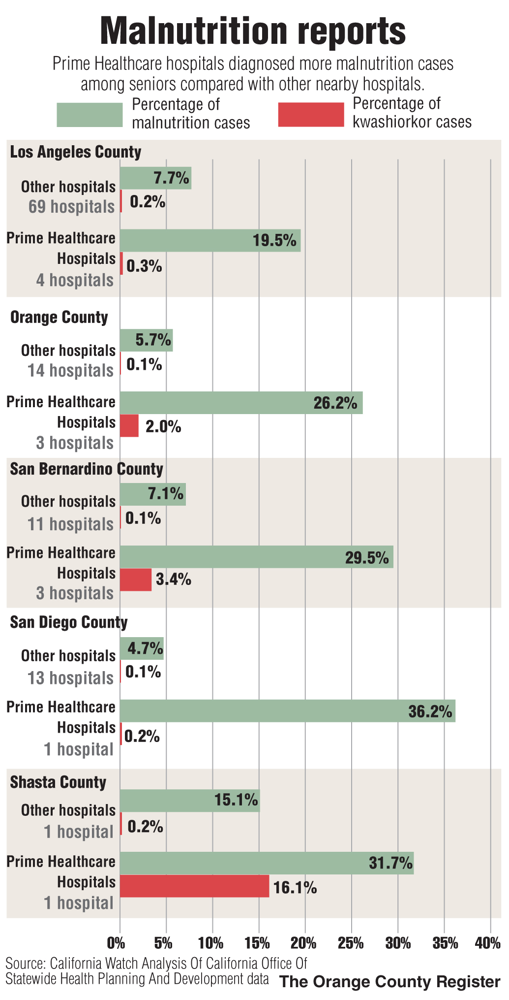 Malnutrition reports
Prime Healthcare hospitals diagnosed more malnutrition cases
among seniors compared with other nearby hospitals.
Percentage of
malnutrition cases
Percentage of
kwashiorkor cases
Los Angeles County
7.7%
Other hospitals
69 hospitals
0.2%
Prime Healthcare
Hospitals
4 hospitals
19.5%
0.3%
Orange County
5.7%
Other hospitals
14 hospitals
0.1%
Prime Healthcare
Hospitals
3 hospitals
26.2%
2.0%
San Bernardino County
7.1%
Other hospitals
11 hospitals
0.1%
Prime Healthcare
Hospitals
3 hospitals
29.5%
3.4%
San Diego County
4.7%
Other hospitals
13 hospitals
0.1%
Prime Healthcare
Hospitals
1 hospital
36.2%
0.2%
Shasta County
15.1%
Other hospitals
1 hospital
0.2%
Prime Healthcare
Hospitals
1 hospital
31.7%
16.1%
0% 5% 10% 15% 20% 25% 30% 35% 40%
Source: California Watch Analysis Of California Office Of
Statewide Health Planning And Development data
The Orange County Register